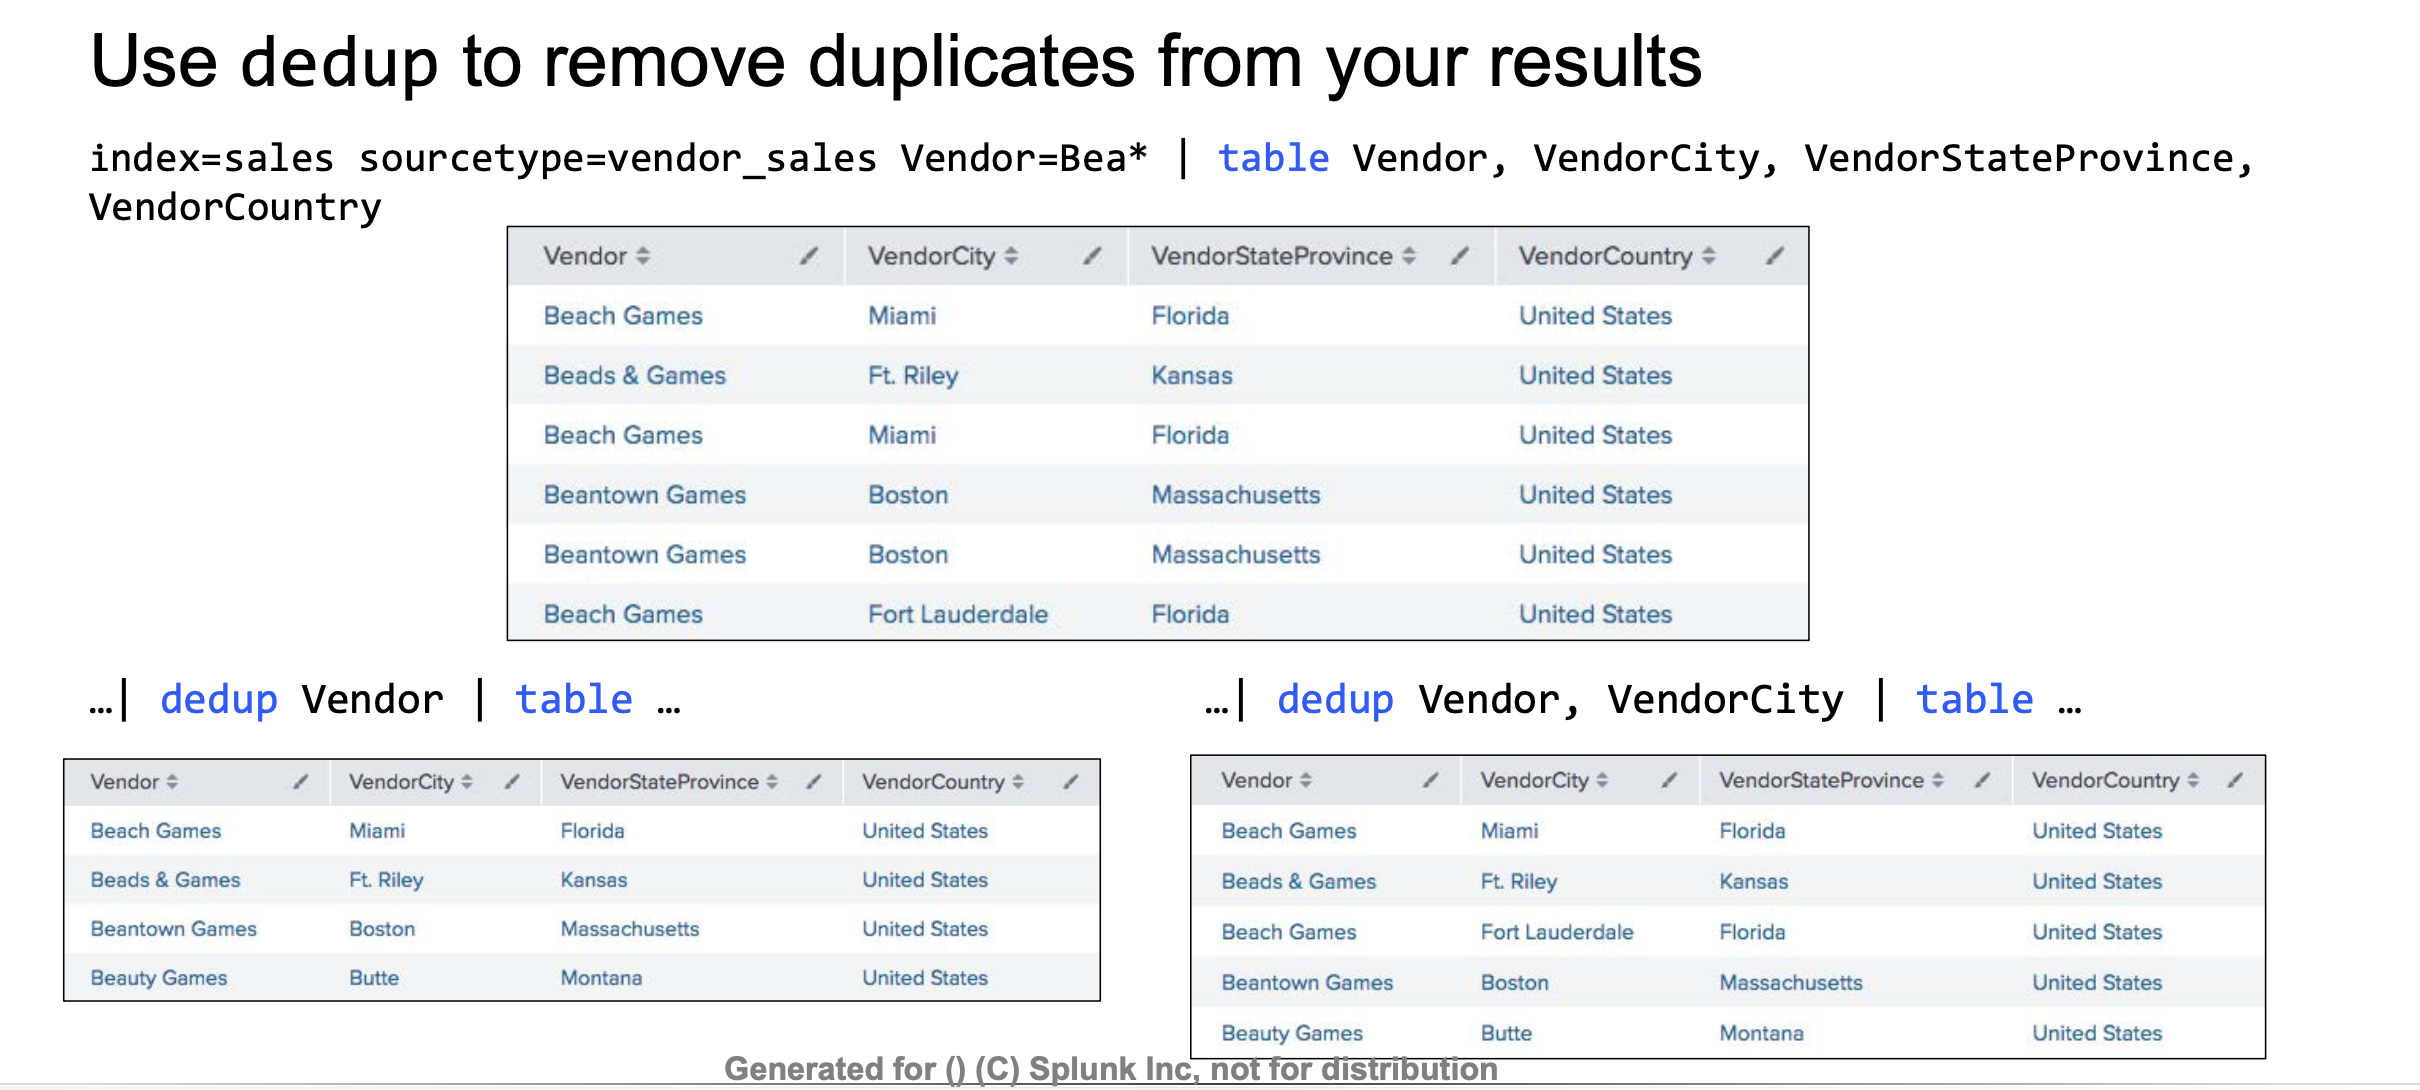 Use dedup to remove duplicates from your results
index=sales sourcetype=vendor_sales Vendor=Bea* | table Vendor, VendorCity, VendorStateProvince,
VendorCountry
Vendor VendorCity VendorStateProvince VendorCountry
Beach Games Miami Florida United States
Beads & Games Ft. Riley Kansas United States
Beach Games Miami Florida United States
Beantown Games Boston Massachusetts United States
Beantown Games Boston Massachusetts United States
Beach Games Fort Lauderdale Florida United States
…| dedup Vendor | table …
Vendor VendorCity VendorStateProvince VendorCountry
Beach Games Miami Florida United States
Beads & Games Ft. Riley Kansas United States
Beantown Games Boston Massachusetts United States
Beauty Games Butte Montana United States
…| dedup Vendor, VendorCity | table …
Vendor VendorCity VendorStateProvince VendorCountry
Beach Games Miami Florida United States
Beads & Games Ft. Riley Kansas United States
Beach Games Fort Lauderdale Florida United States
Beantown Games Boston Massachusetts United States
Beauty Games Butte Montana United States
Generated for () (C) Splunk Inc, not for distribution